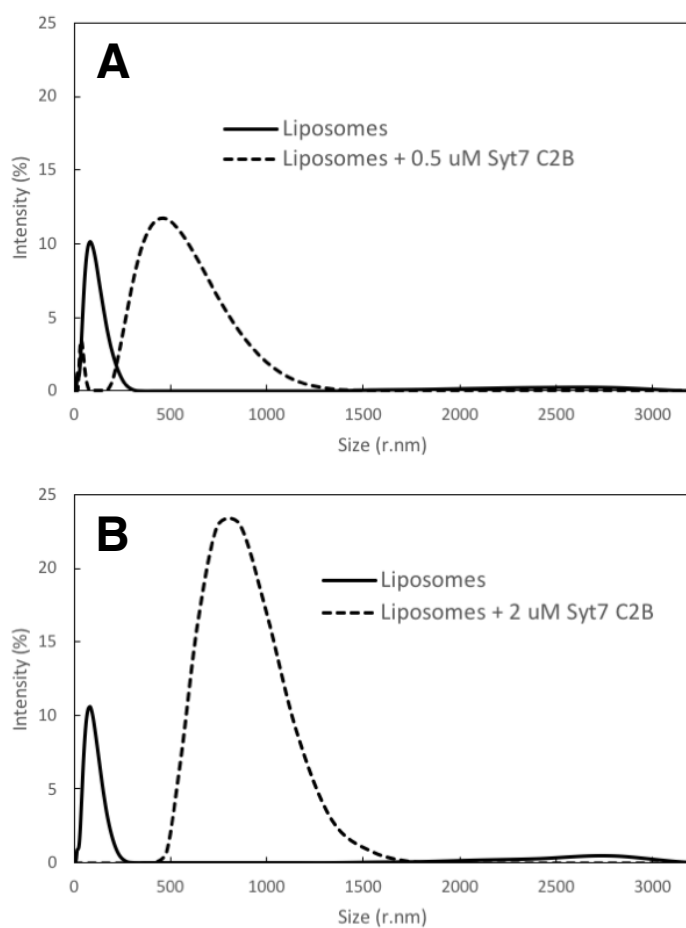 A
25
20
15
10
5
0
Intensity (%)
Liposomes
Liposomes + 0.5 uM Syt7 C2B
0 500 1000 1500 2000 2500 3000
Size (r.nm)
B
25
20
15
10
5
0
Intensity (%)
Liposomes
Liposomes + 2 uM Syt7 C2B
0 500 1000 1500 2000 2500 3000
Size (r.nm)